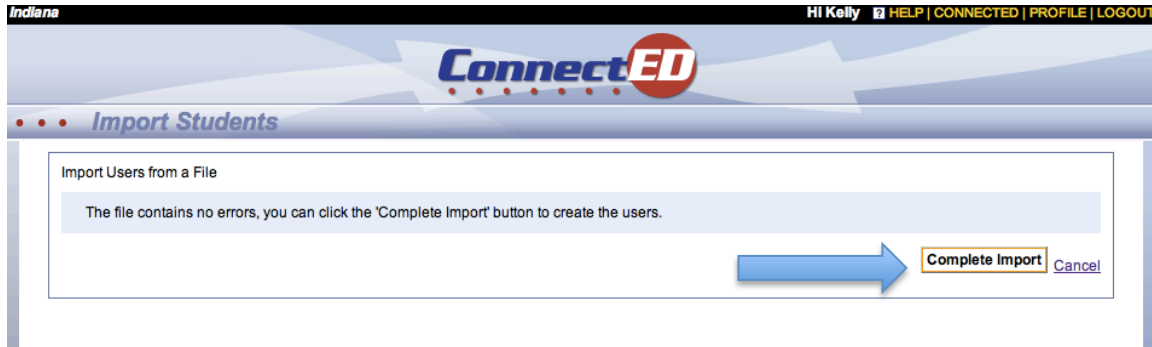 Indiana
Hi Kelly ? HELP | CONNECTED | PROFILE | LOGOUT
ConnectED
Import Students
Import Users from a File
The file contains no errors, you can click the 'Complete Import' button to create the users.
Complete Import Cancel